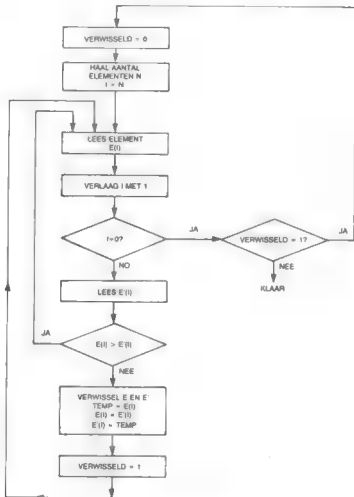 VERWISSELD = 0
HAAL AANTAL
ELEMENTEN N
I = N
LEES ELEMENT
E(I)
VERLAAG I MET 1
I=0?
JA
VERWISSELD = 1?
JA
NO
NEE
LEES E'(I)
KLAAR
JA
E(I) > E'(I)
NEE
VERWISSEL E EN E'
TEMP = E(I)
E(I) = E'(I)
E'(I) = TEMP
VERWISSELD = 1